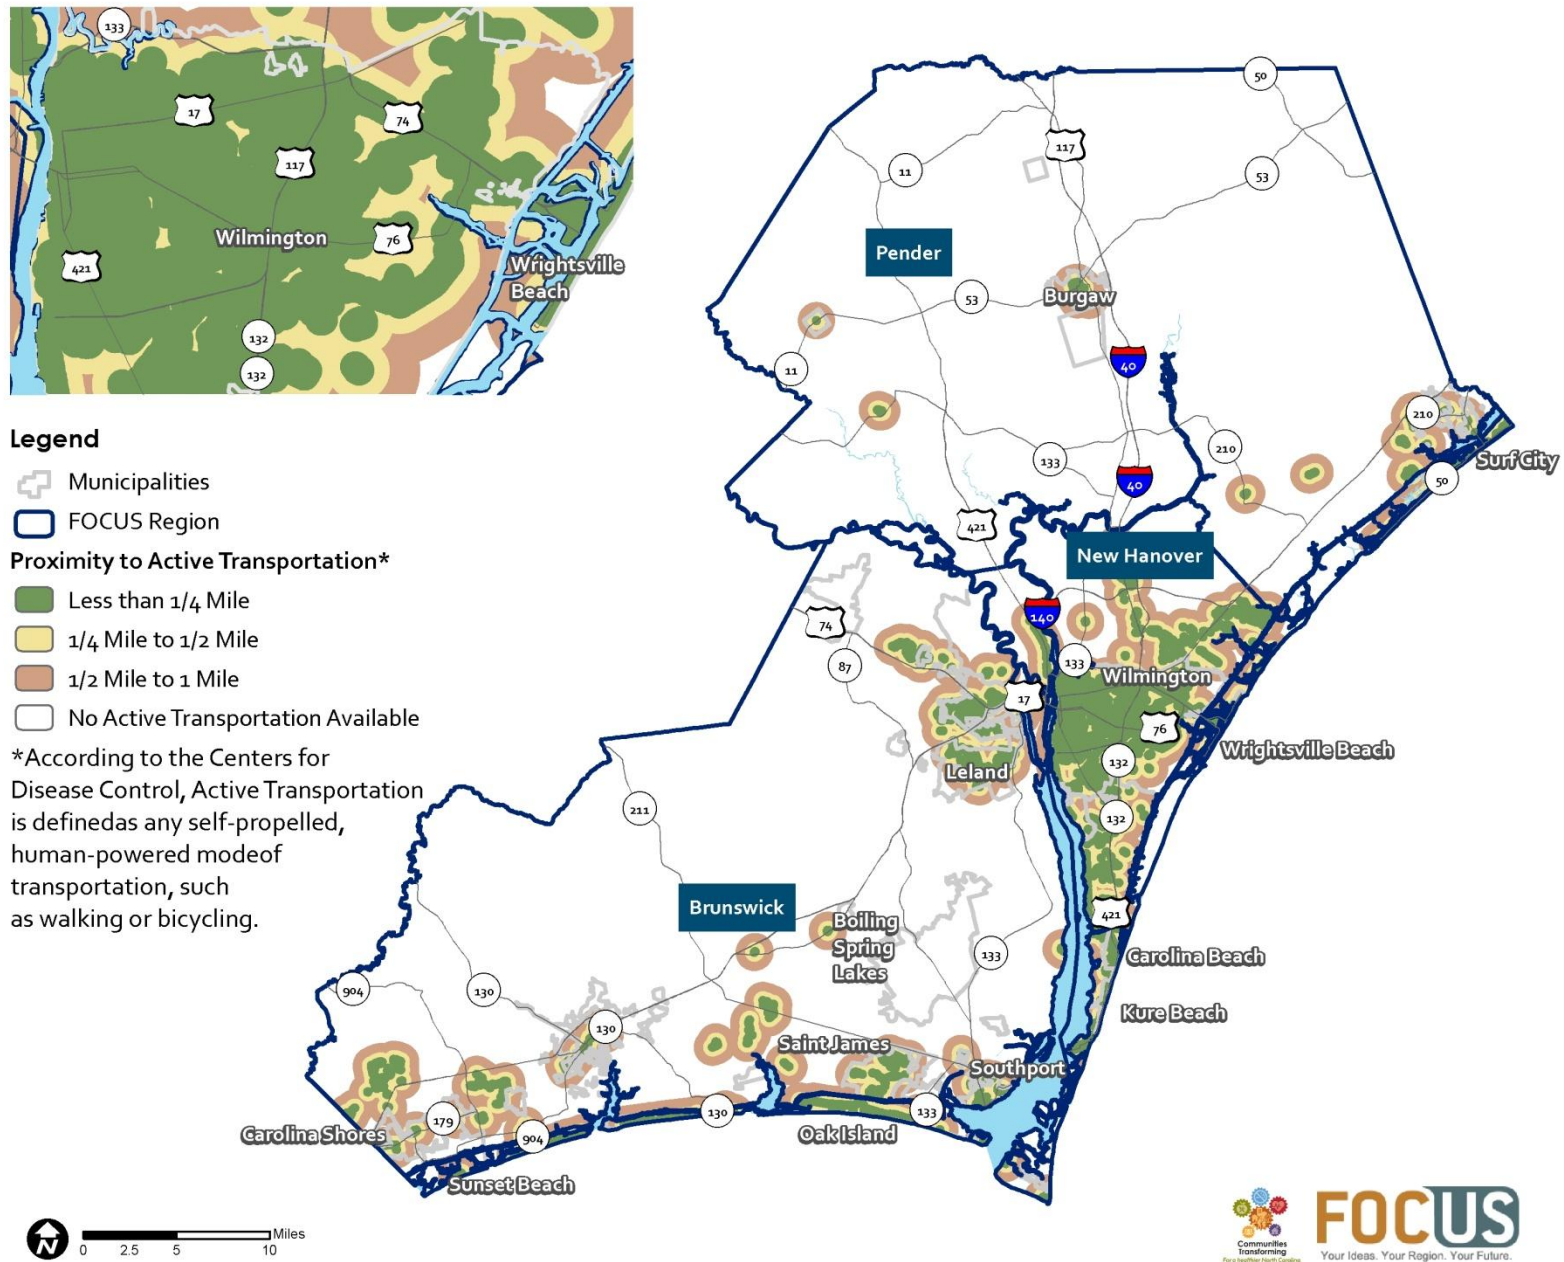 133
17
74
117
Wilmington
76
421
Wrightsville
Beach
132
132
Legend
Municipalities
FOCUS Region
Proximity to Active Transportation*
Less than 1/4 Mile
1/4 Mile to 1/2 Mile
1/2 Mile to 1 Mile
No Active Transportation Available
*According to the Centers for
Disease Control, Active Transportation
is definedas any self-propelled,
human-powered modeof
transportation, such
as walking or bicycling.
50
117
11
53
Pender
53
Burgaw
11
40
210
210
133
40
Surf City
50
421
New Hanover
140
74
87
133
Wilmington
17
76
Wrightsville Beach
132
Leland
211
132
Brunswick
Boiling
Spring
Lakes
421
133
Carolina Beach
904
130
Kure Beach
130
Saint James
Southport
179
130
133
Carolina Shores
904
Oak Island
Sunset Beach
N
0 2.5 5 10
Miles
Communities
Transforming
For a healthier North Carolina
FOCUS
Your Ideas. Your Region. Your Future.